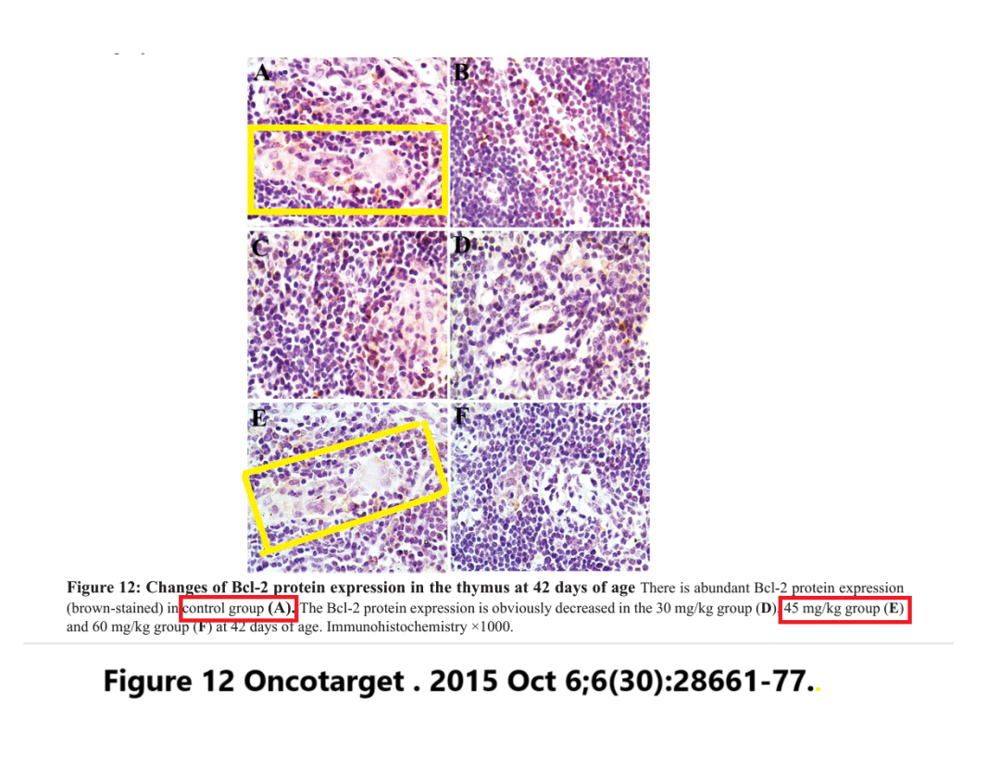 A
B
C
D
E
F
Figure 12: Changes of Bcl-2 protein expression in the thymus at 42 days of age There is abundant Bcl-2 protein expression
(brown-stained) in control group (A). The Bcl-2 protein expression is obviously decreased in the 30 mg/kg group (D), 45 mg/kg group (E)
and 60 mg/kg group (F) at 42 days of age. Immunohistochemistry ×1000.
Figure 12 Oncotarget . 2015 Oct 6;6(30):28661-77..